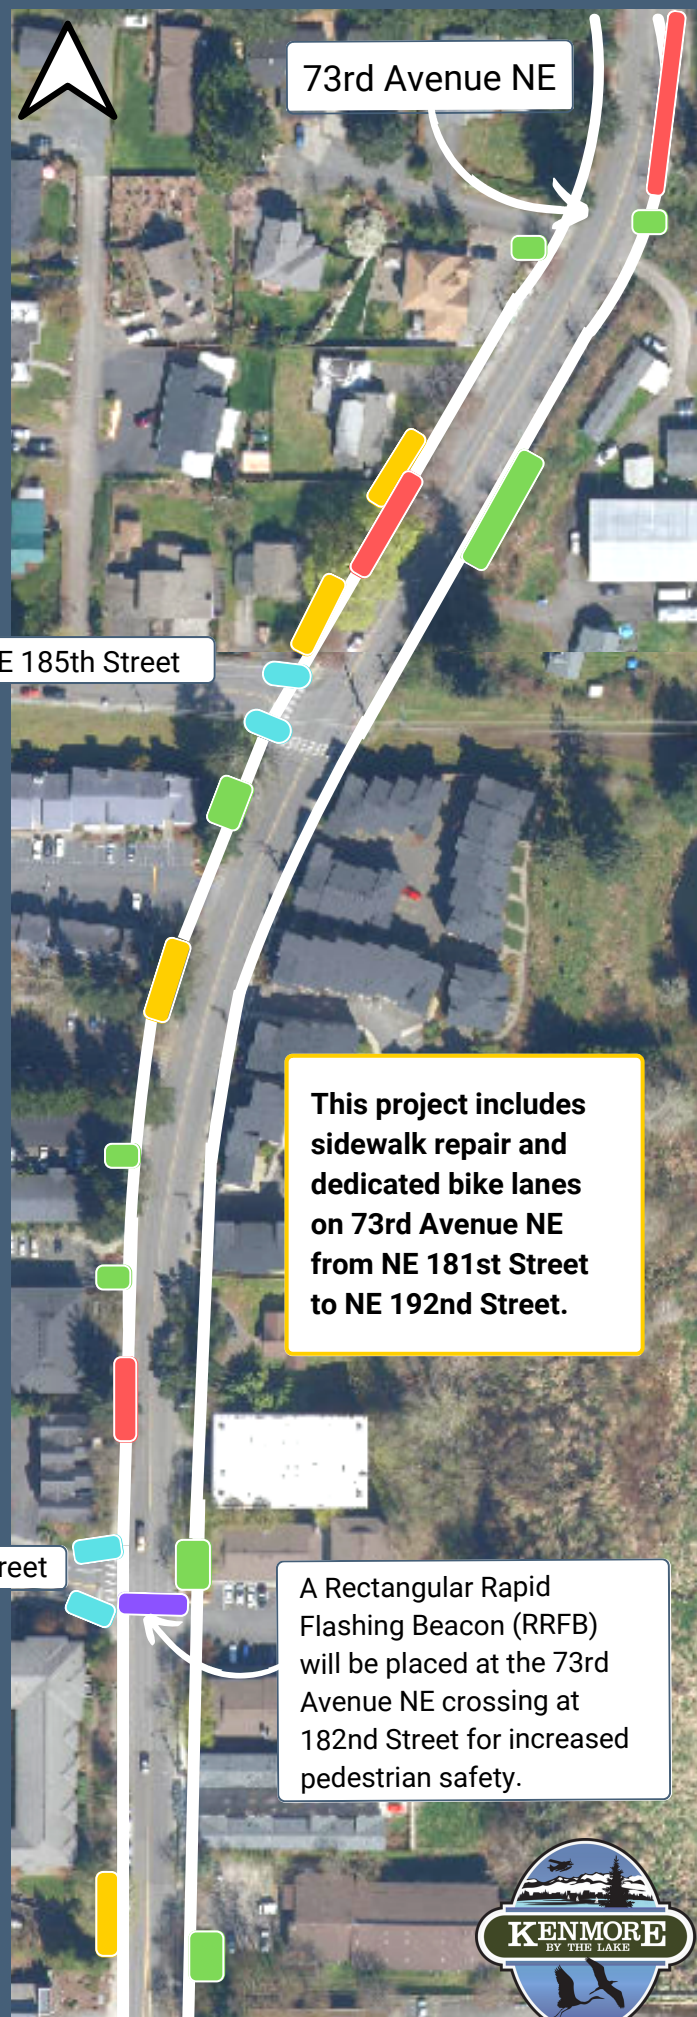 73rd Avenue NE
E 185th Street
This project includes
sidewalk repair and
dedicated bike lanes
on 73rd Avenue NE
from NE 181st Street
to NE 192nd Street.
reet
A Rectangular Rapid
Flashing Beacon (RRFB)
will be placed at the 73rd
Avenue NE crossing at
182nd Street for increased
pedestrian safety.
KENMORE
BY THE LAKE